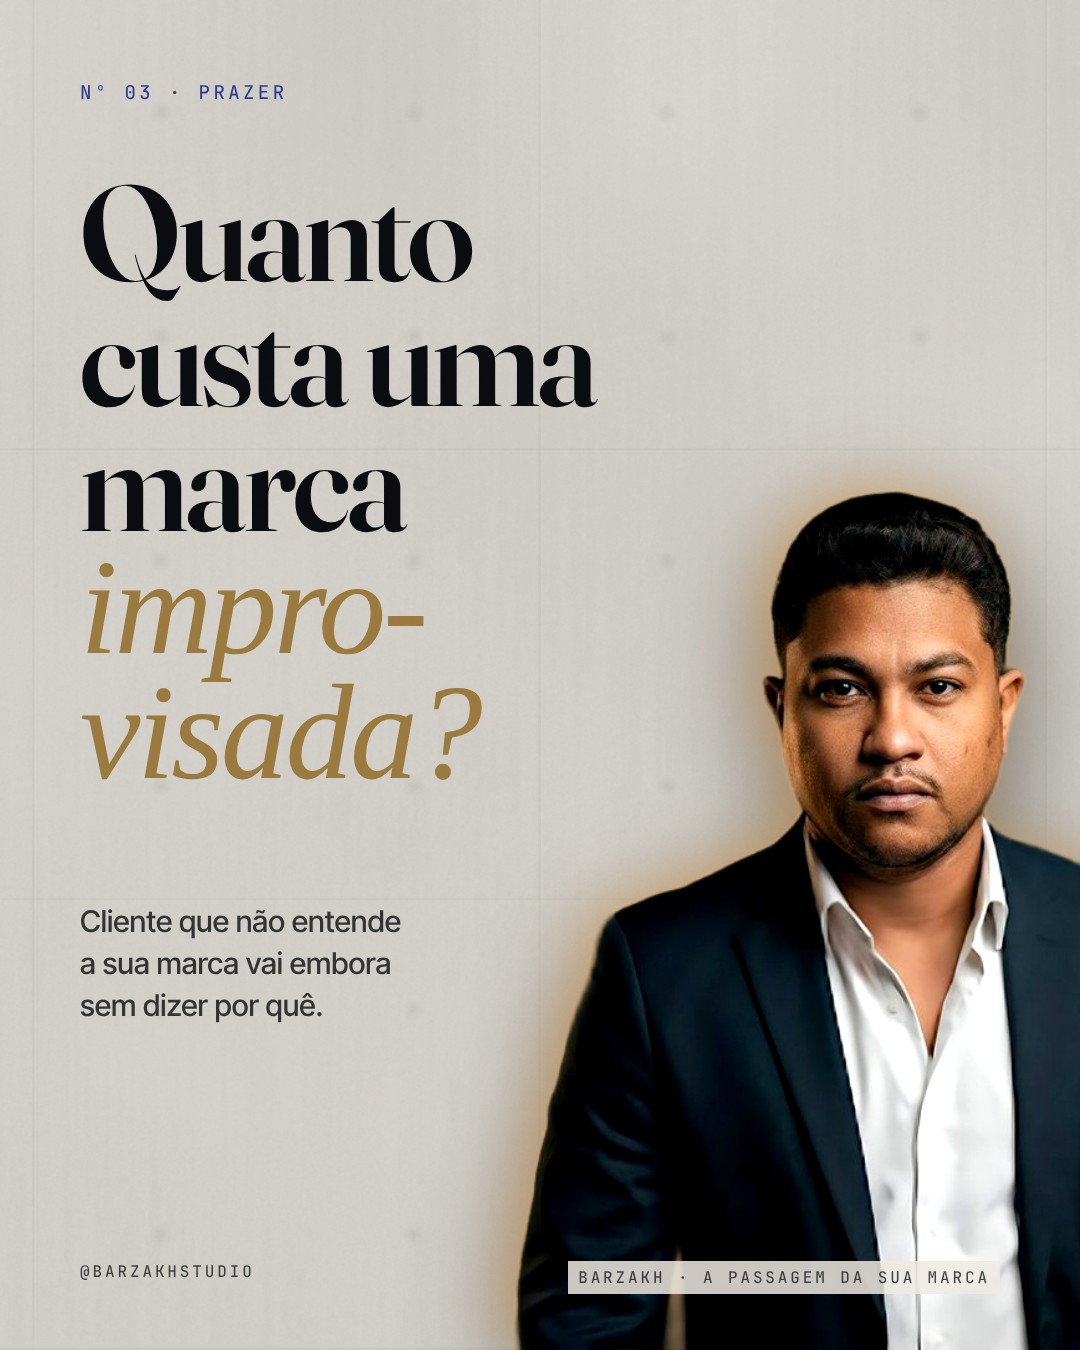 Nº 03 · PRAZER
Quanto
custa uma
marca
impro-
visada?
Cliente que não entende
a sua marca vai embora
sem dizer por quê.
@BARZAKHSTUDIO
BARZAKH · A PASSAGEM DA SUA MARCA